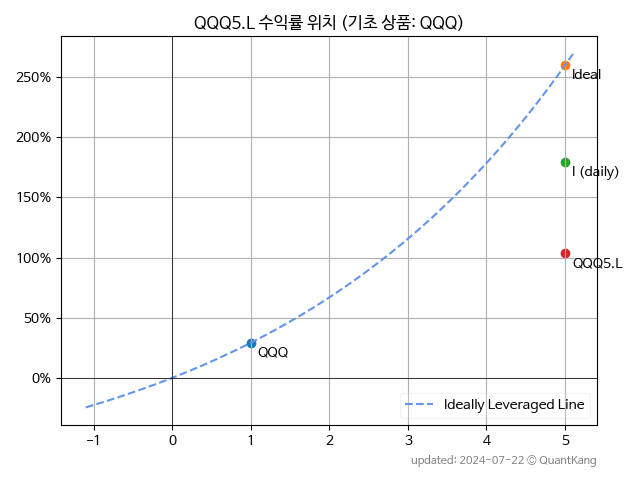 QQQ5.L 수익률 위치 (기초 상품: QQQ)
250%
200%
150%
100%
50%
0%
Ideal
I (daily)
QQQ5.L
QQQ
Ideally Leveraged Line
−1 0 1 2 3 4 5
updated: 2024-07-22 © QuantKang